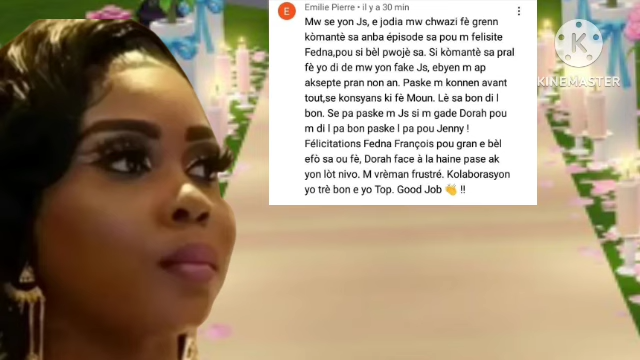 E
Emilie Pierre • il y a 30 min
Mw se yon Js, e jodia mw chwazi fè grenn
kòmantè sa anba épisode sa pou m felisite
Fedna,pou si bèl pwojè sa. Si kòmantè sa pral
fè yo di de mw yon fake Js, ebyen m ap
aksepte pran non an. Paske m konnen avant
tout,se konsyans ki fè Moun. Lè sa bon di l
bon. Se pa paske m Js si m gade Dorah pou
m di l pa bon paske l pa pou Jenny !
Félicitations Fedna François pou gran e bèl
efò sa ou fè, Dorah face à la haine pase ak
yon lòt nivo. M vrèman frustré. Kolaborasyon
yo trè bon e yo Top. Good Job 👏 !!
K
KINEMASTER